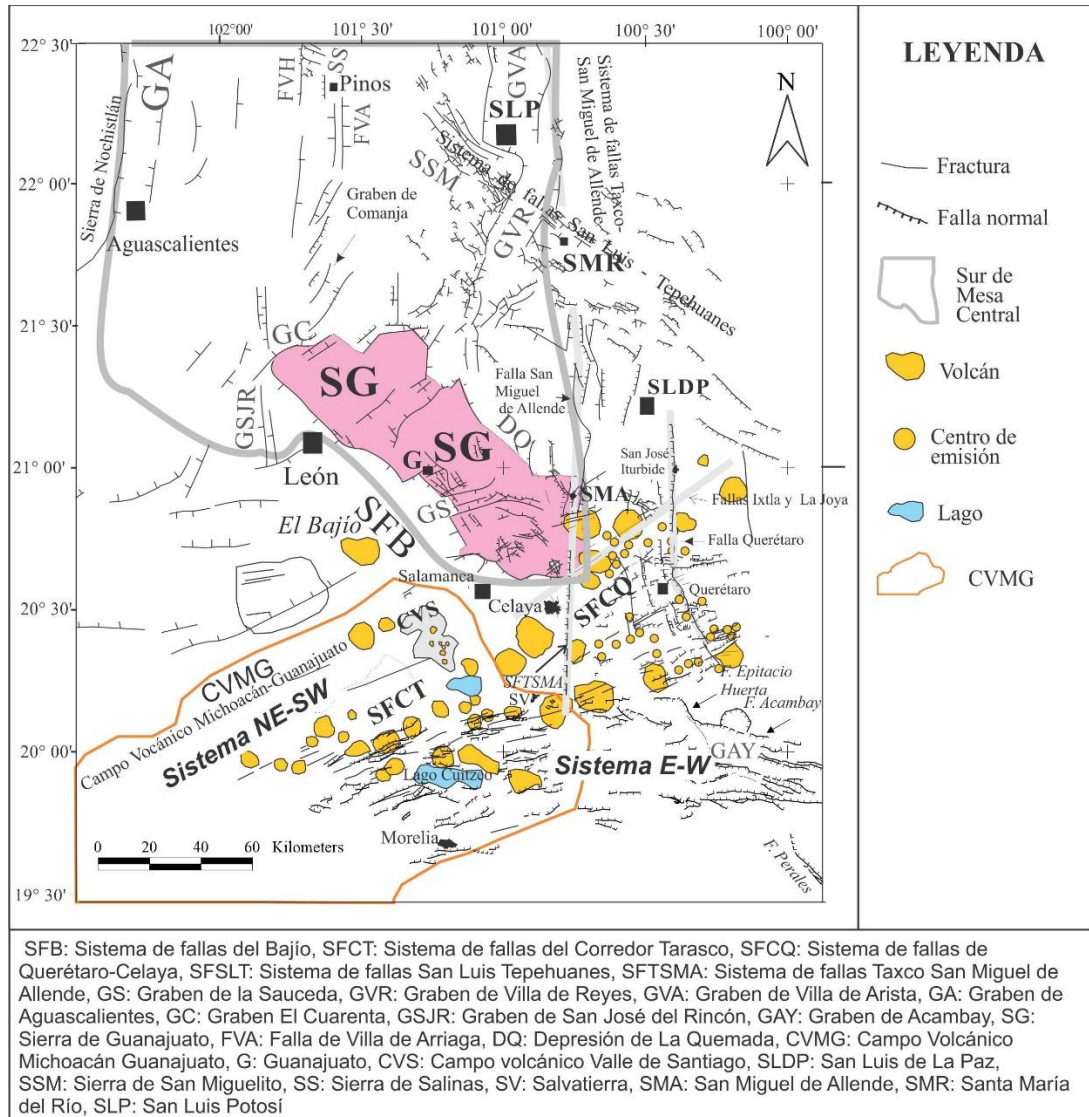 102° 00' 101° 30' 101° 00' 100° 30' 100° 00'
22° 30'
GA
FVH
SS
Pinos
FVA
GVA
SLP
Sistema de fallas Taxco-
San Miguel de Allende
N
Sierra de Nochistlán
Sistema de fallas San Luis - Tepehuanes
SSM
22° 00'
Graben de
Comanja
Aguascalientes
GVR
SMR
21° 30'
GC
SG
Falla San
Miguel
de Allende
SLDP
GSJR
DQ
SG
G
21° 00'
León
San José
Iturbide
SMA
GS
Fallas Ixtla y La Joya
El Bajío
SFB
Falla Querétaro
Salamanca
20° 30'
Celaya
SFCQ
Querétaro
CVS
CVMG
Campo Vocánico Michoacán-Guanajuato
SFTSMA
SV
F. Epitacio
Huerta
F. Acambay
Sistema NE-SW
SFCT
20° 00'
Sistema E-W
GAY
Lago Cuitzeo
Morelia
0 20 40 60 Kilometers
F. Perales
19° 30'
LEYENDA
Fractura
Falla normal
Sur de
Mesa
Central
Volcán
Centro de
emisión
Lago
CVMG
SFB: Sistema de fallas del Bajío, SFCT: Sistema de fallas del Corredor Tarasco, SFCQ: Sistema de fallas de
Querétaro-Celaya, SFSLT: Sistema de fallas San Luis Tepehuanes, SFTSMA: Sistema de fallas Taxco San Miguel de
Allende, GS: Graben de la Sauceda, GVR: Graben de Villa de Reyes, GVA: Graben de Villa de Arista, GA: Graben de
Aguascalientes, GC: Graben El Cuarenta, GSJR: Graben de San José del Rincón, GAY: Graben de Acambay, SG:
Sierra de Guanajuato, FVA: Falla de Villa de Arriaga, DQ: Depresión de La Quemada, CVMG: Campo Volcánico
Michoacán Guanajuato, G: Guanajuato, CVS: Campo volcánico Valle de Santiago, SLDP: San Luis de La Paz,
SSM: Sierra de San Miguelito, SS: Sierra de Salinas, SV: Salvatierra, SMA: San Miguel de Allende, SMR: Santa María
del Río, SLP: San Luis Potosí